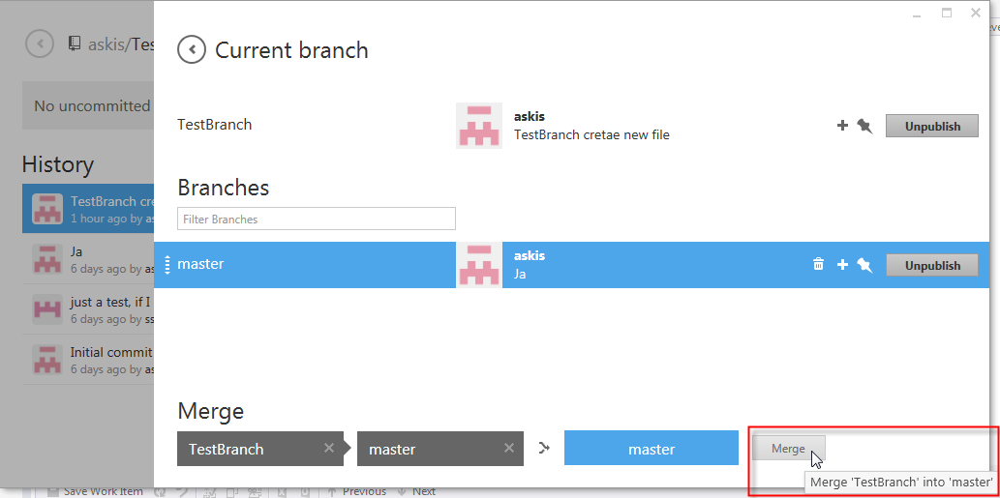 askis/Tes
No uncommitted
History
TestBranch cre
1 hour ago by as
Ja
6 days ago by as
just a test, if I
6 days ago by ss
Initial commit
6 days ago by as
Current branch
TestBranch
askis
TestBranch cretae new file
Unpublish
Branches
Filter Branches
master
askis
Ja
Unpublish
Merge
TestBranch
master
master
Merge
Merge 'TestBranch' into 'master'
Save Work Item
Previous
Next